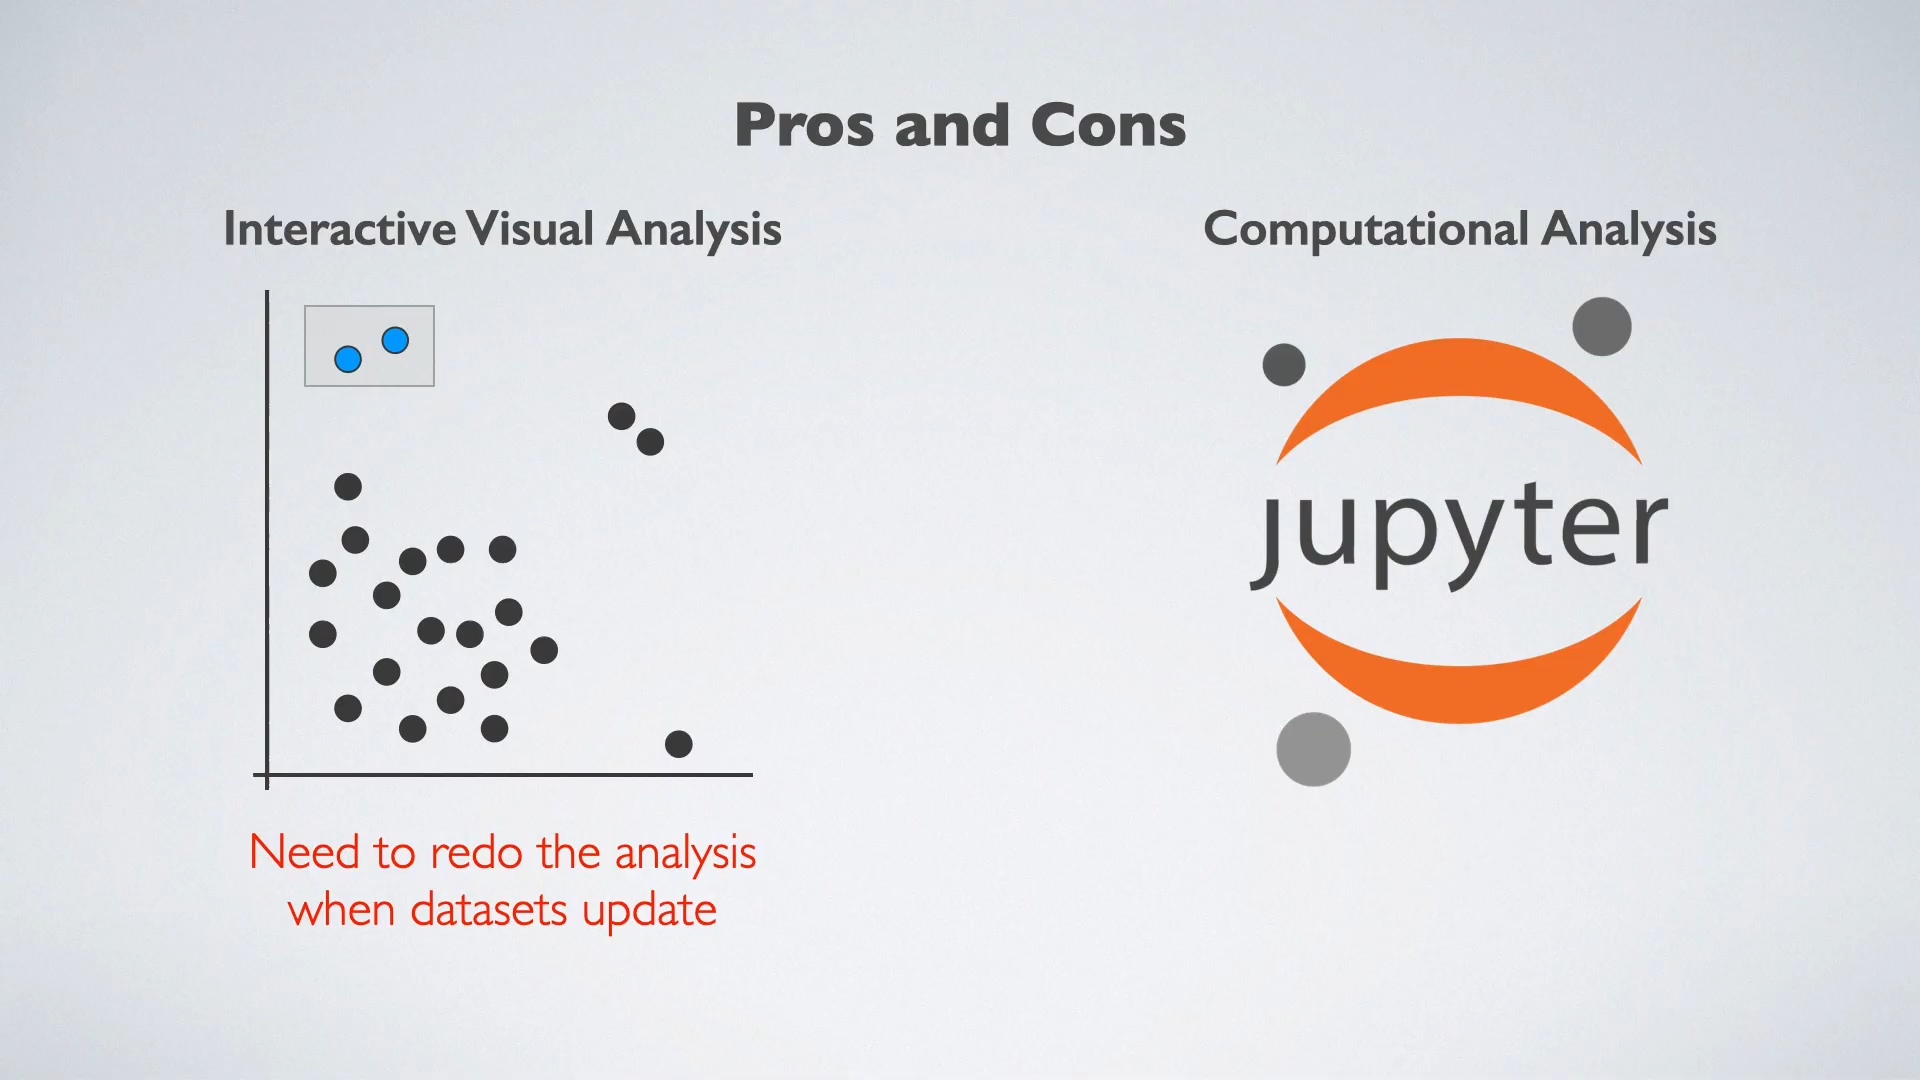 Pros and Cons
Interactive Visual Analysis
Computational Analysis
jupyter
Need to redo the analysis
when datasets update